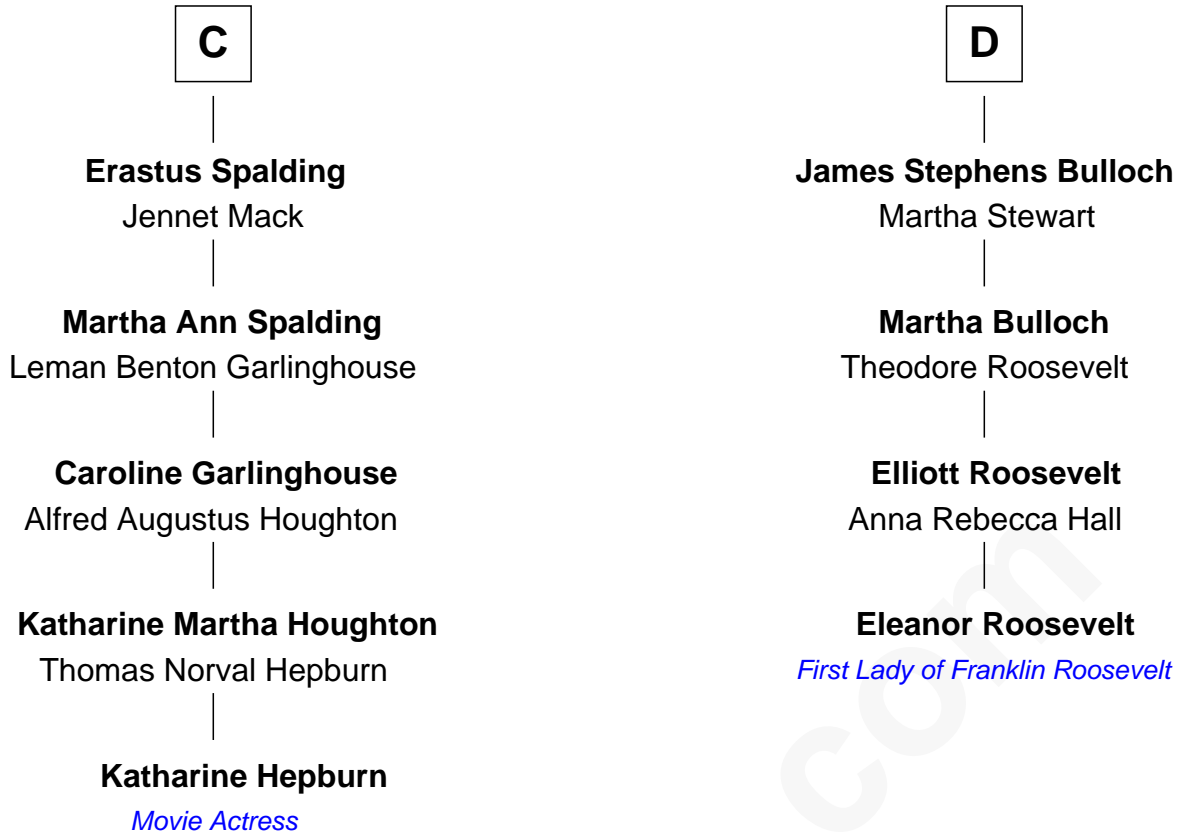 C
Erastus Spalding
Jennet Mack
Martha Ann Spalding
Leman Benton Garlinghouse
Caroline Garlinghouse
Alfred Augustus Houghton
Katharine Martha Houghton
Thomas Norval Hepburn
Katharine Hepburn
Movie Actress
D
James Stephens Bulloch
Martha Stewart
Martha Bulloch
Theodore Roosevelt
Elliott Roosevelt
Anna Rebecca Hall
Eleanor Roosevelt
First Lady of Franklin Roosevelt
com